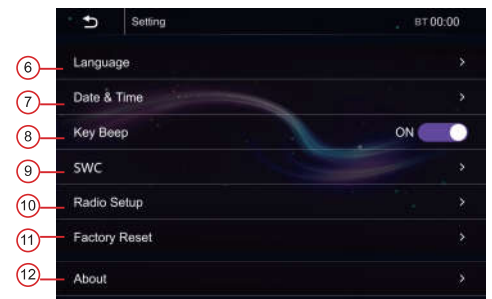 Setting BT 00:00
6 Language
7 Date & Time
8 Key Beep ON
9 SWC
10 Radio Setup
11 Factory Reset
12 About